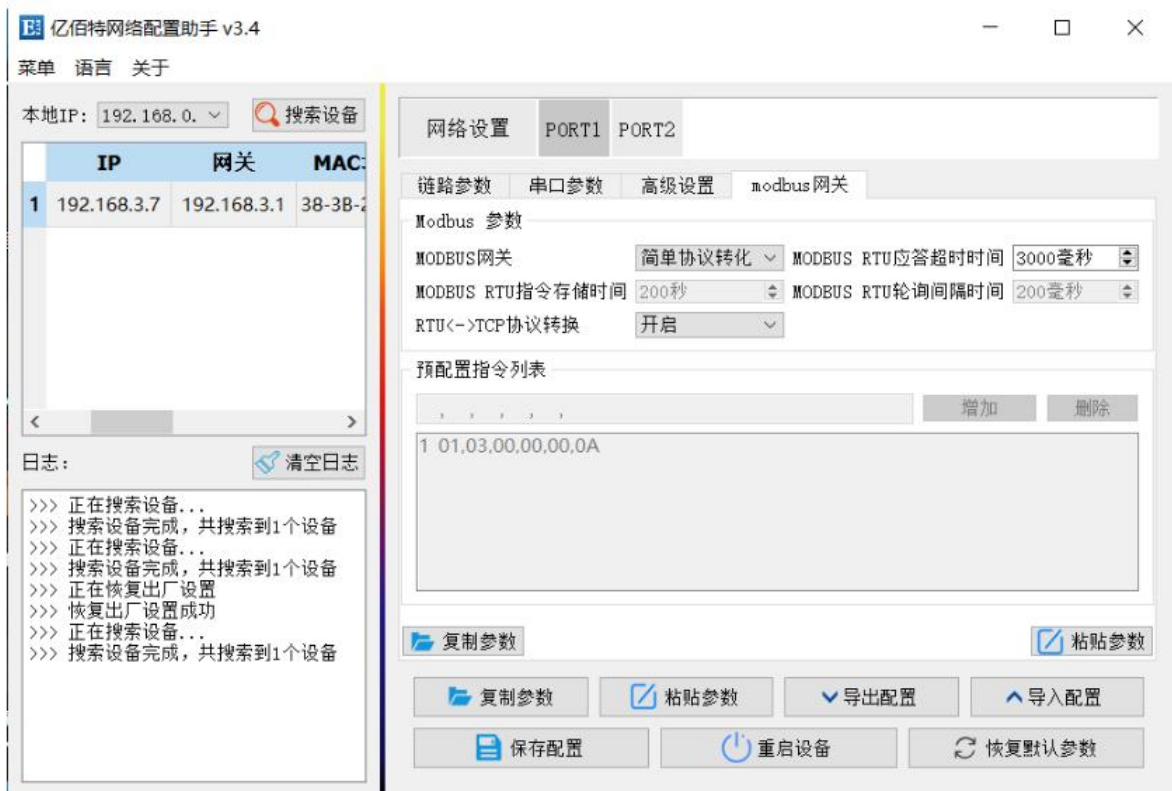 亿佰特网络配置助手 v3.4
菜单 语言 关于
本地IP: 192.168.0. 搜索设备
IP 网关 MAC
1 192.168.3.7 192.168.3.1 38-3B-2
日志: 清空日志
>>> 正在搜索设备...
>>> 搜索设备完成，共搜索到1个设备
>>> 正在搜索设备...
>>> 搜索设备完成，共搜索到1个设备
>>> 正在恢复出厂设置
>>> 恢复出厂设置成功
>>> 正在搜索设备...
>>> 搜索设备完成，共搜索到1个设备
网络设置 PORT1 PORT2
链路参数 串口参数 高级设置 modbus网关
Modbus 参数
MODBUS网关 简单协议转化 MODBUS RTU应答超时时间 3000毫秒
MODBUS RTU指令存储时间 200秒 MODBUS RTU轮询间隔时间 200毫秒
RTU<->TCP协议转换 开启
预配置指令列表
, , , , , 增加 删除
1 01,03,00,00,00,0A
复制参数 粘贴参数
复制参数 粘贴参数 导出配置 导入配置
保存配置 重启设备 恢复默认参数